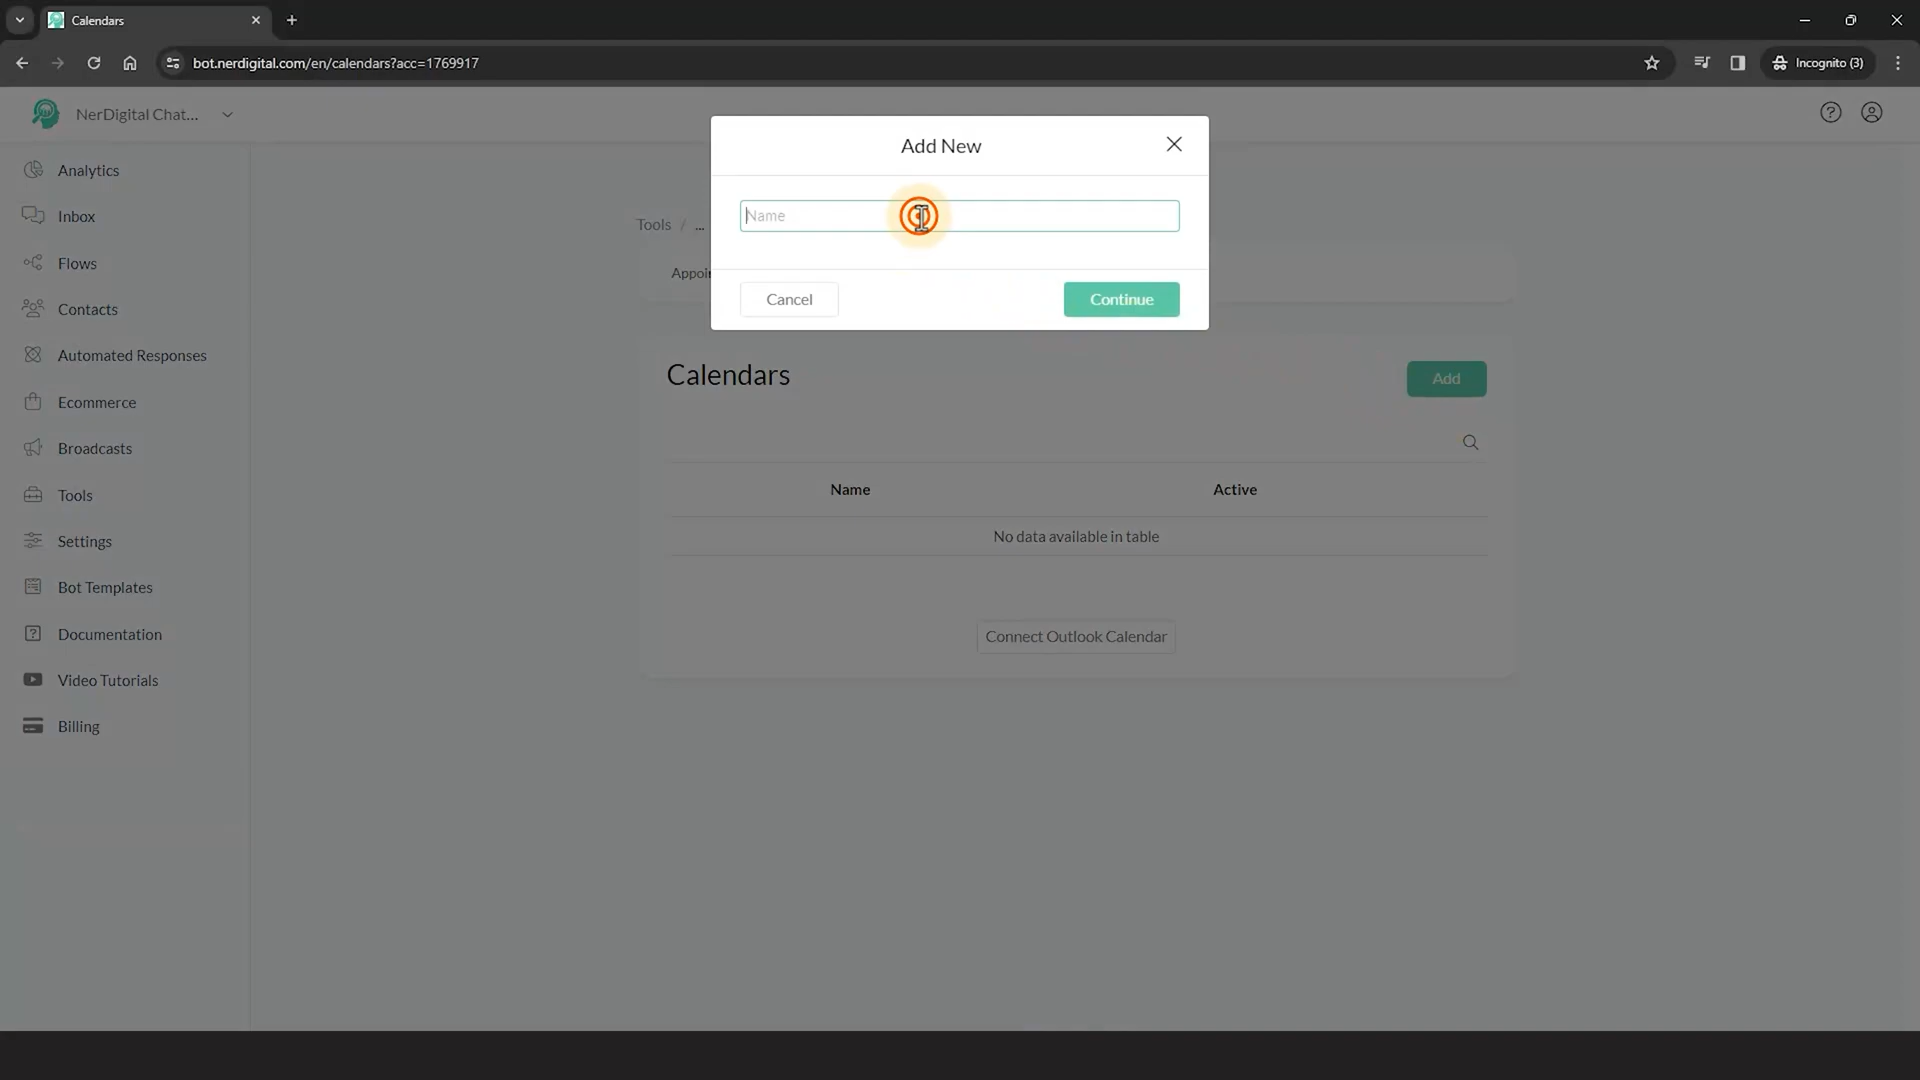 Calendars
bot.nerdigital.com/en/calendars?acc=1769917
Incognito (3)
NerDigital Chat...
Analytics
Inbox
Flows
Contacts
Automated Responses
Ecommerce
Broadcasts
Tools
Settings
Bot Templates
Documentation
Video Tutorials
Billing
Add New
Name
Cancel
Continue
Tools / ...
Calendars
Add
Name Active
No data available in table
Connect Outlook Calendar